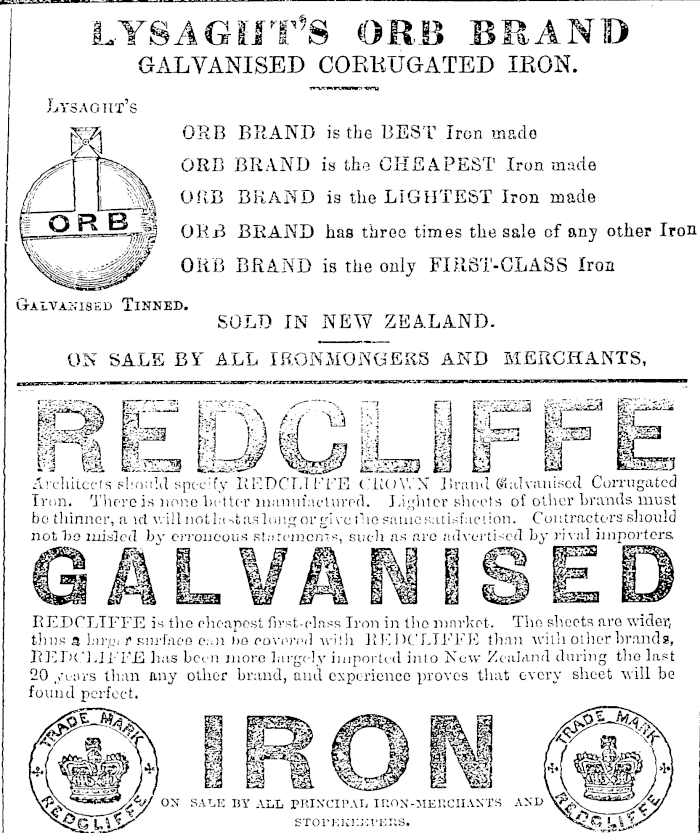 LYSAGHT'S ORB BRAND
GALVANISED CORRUGATED IRON.
LYSAGHT'S
ORB
GALVANISED TINNED.
ORB BRAND is the BEST Iron made
ORB BRAND is the CHEAPEST Iron made
ORB BRAND is the LIGHTEST Iron made
ORB BRAND has three times the sale of any other Iron
ORB BRAND is the only FIRST-CLASS Iron
SOLD IN NEW ZEALAND.
ON SALE BY ALL IRONMONGERS AND MERCHANTS,
REDCLIFFE
Architects should specify REDCLIFFE CROWN Brand Galvanised Corrugated
Iron. There is none better manufactured. Lighter sheets of other brands must
be thinner, and will not last as long or give the same satisfaction. Contractors should
not be misled by erroneous statements, such as are advertised by rival importers.
GALVANISED
REDCLIFFE is the cheapest first-class Iron in the market. The sheets are wider,
thus a larger surface can be covered with REDCLIFFE than with other brands,
REDCLIFFE has been more largely imported into New Zealand during the last
20 years than any other brand, and experience proves that every sheet will be
found perfect.
TRADE MARK
REDCLIFFE
IRON
TRADE MARK
REDCLIFFE
ON SALE BY ALL PRINCIPAL IRON-MERCHANTS AND
STOREKEEPERS.